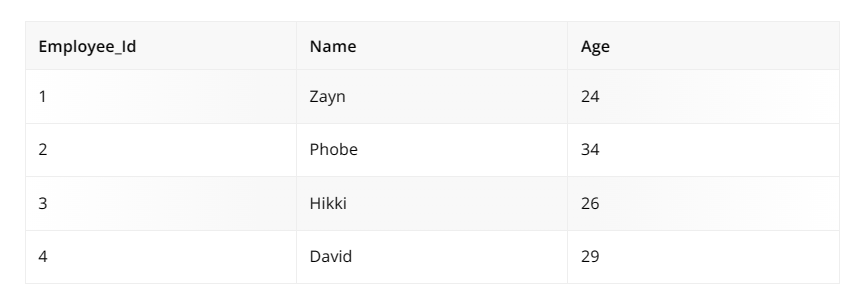 Employee_Id Name Age
1 Zayn 24
2 Phobe 34
3 Hikki 26
4 David 29